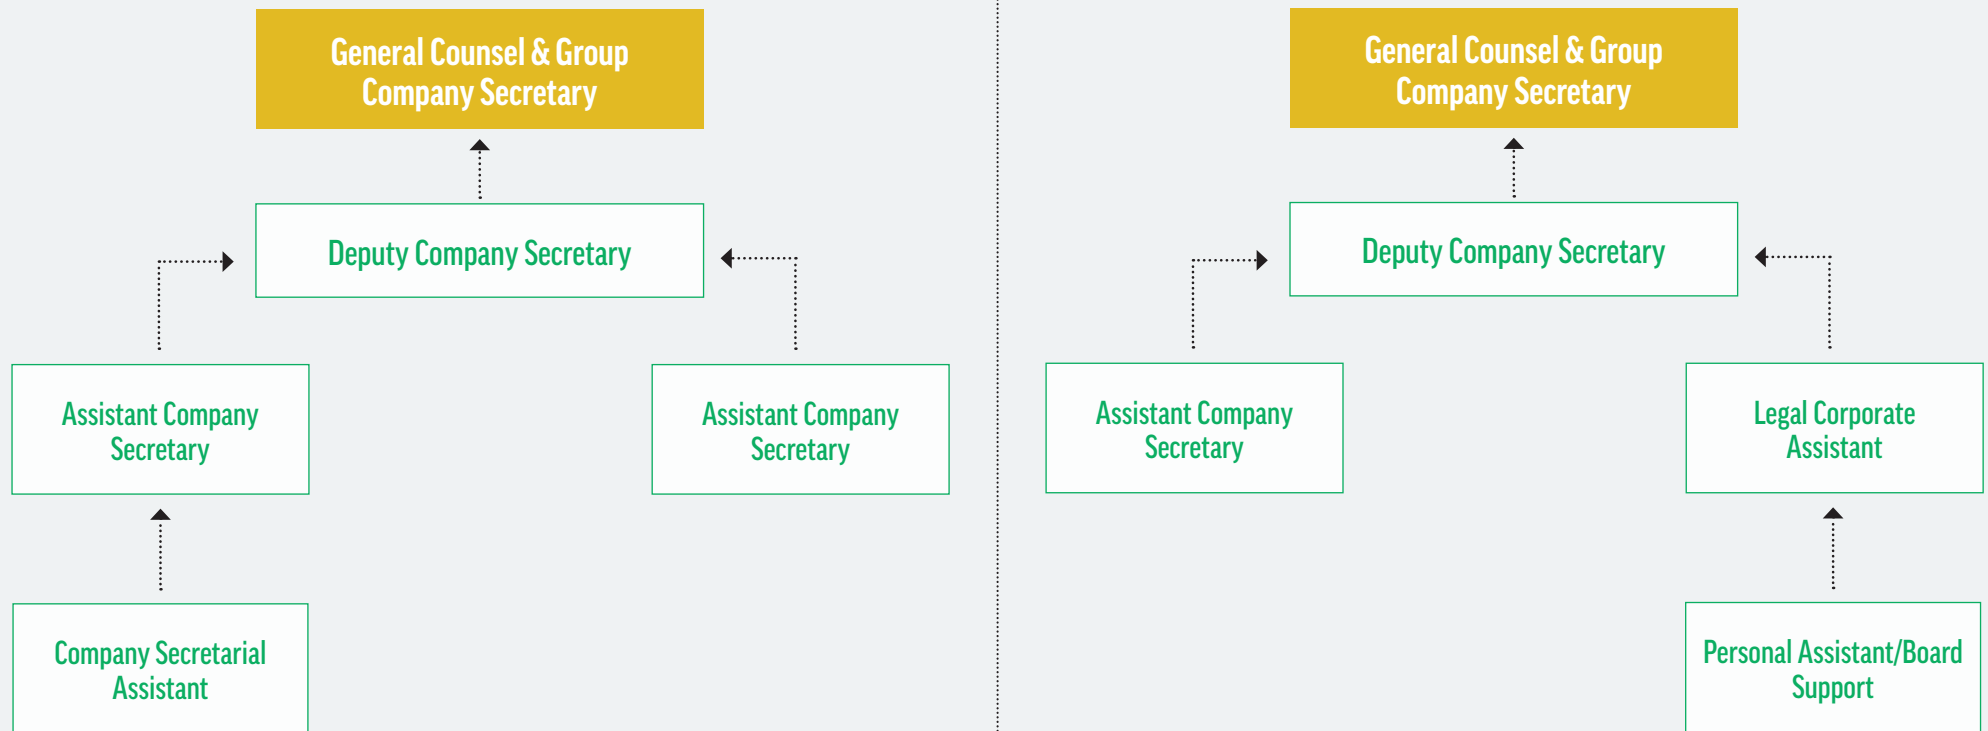 General Counsel & Group
Company Secretary
Deputy Company Secretary
Assistant Company
Secretary
Assistant Company
Secretary
Company Secretarial
Assistant
General Counsel & Group
Company Secretary
Deputy Company Secretary
Assistant Company
Secretary
Legal Corporate
Assistant
Personal Assistant/Board
Support